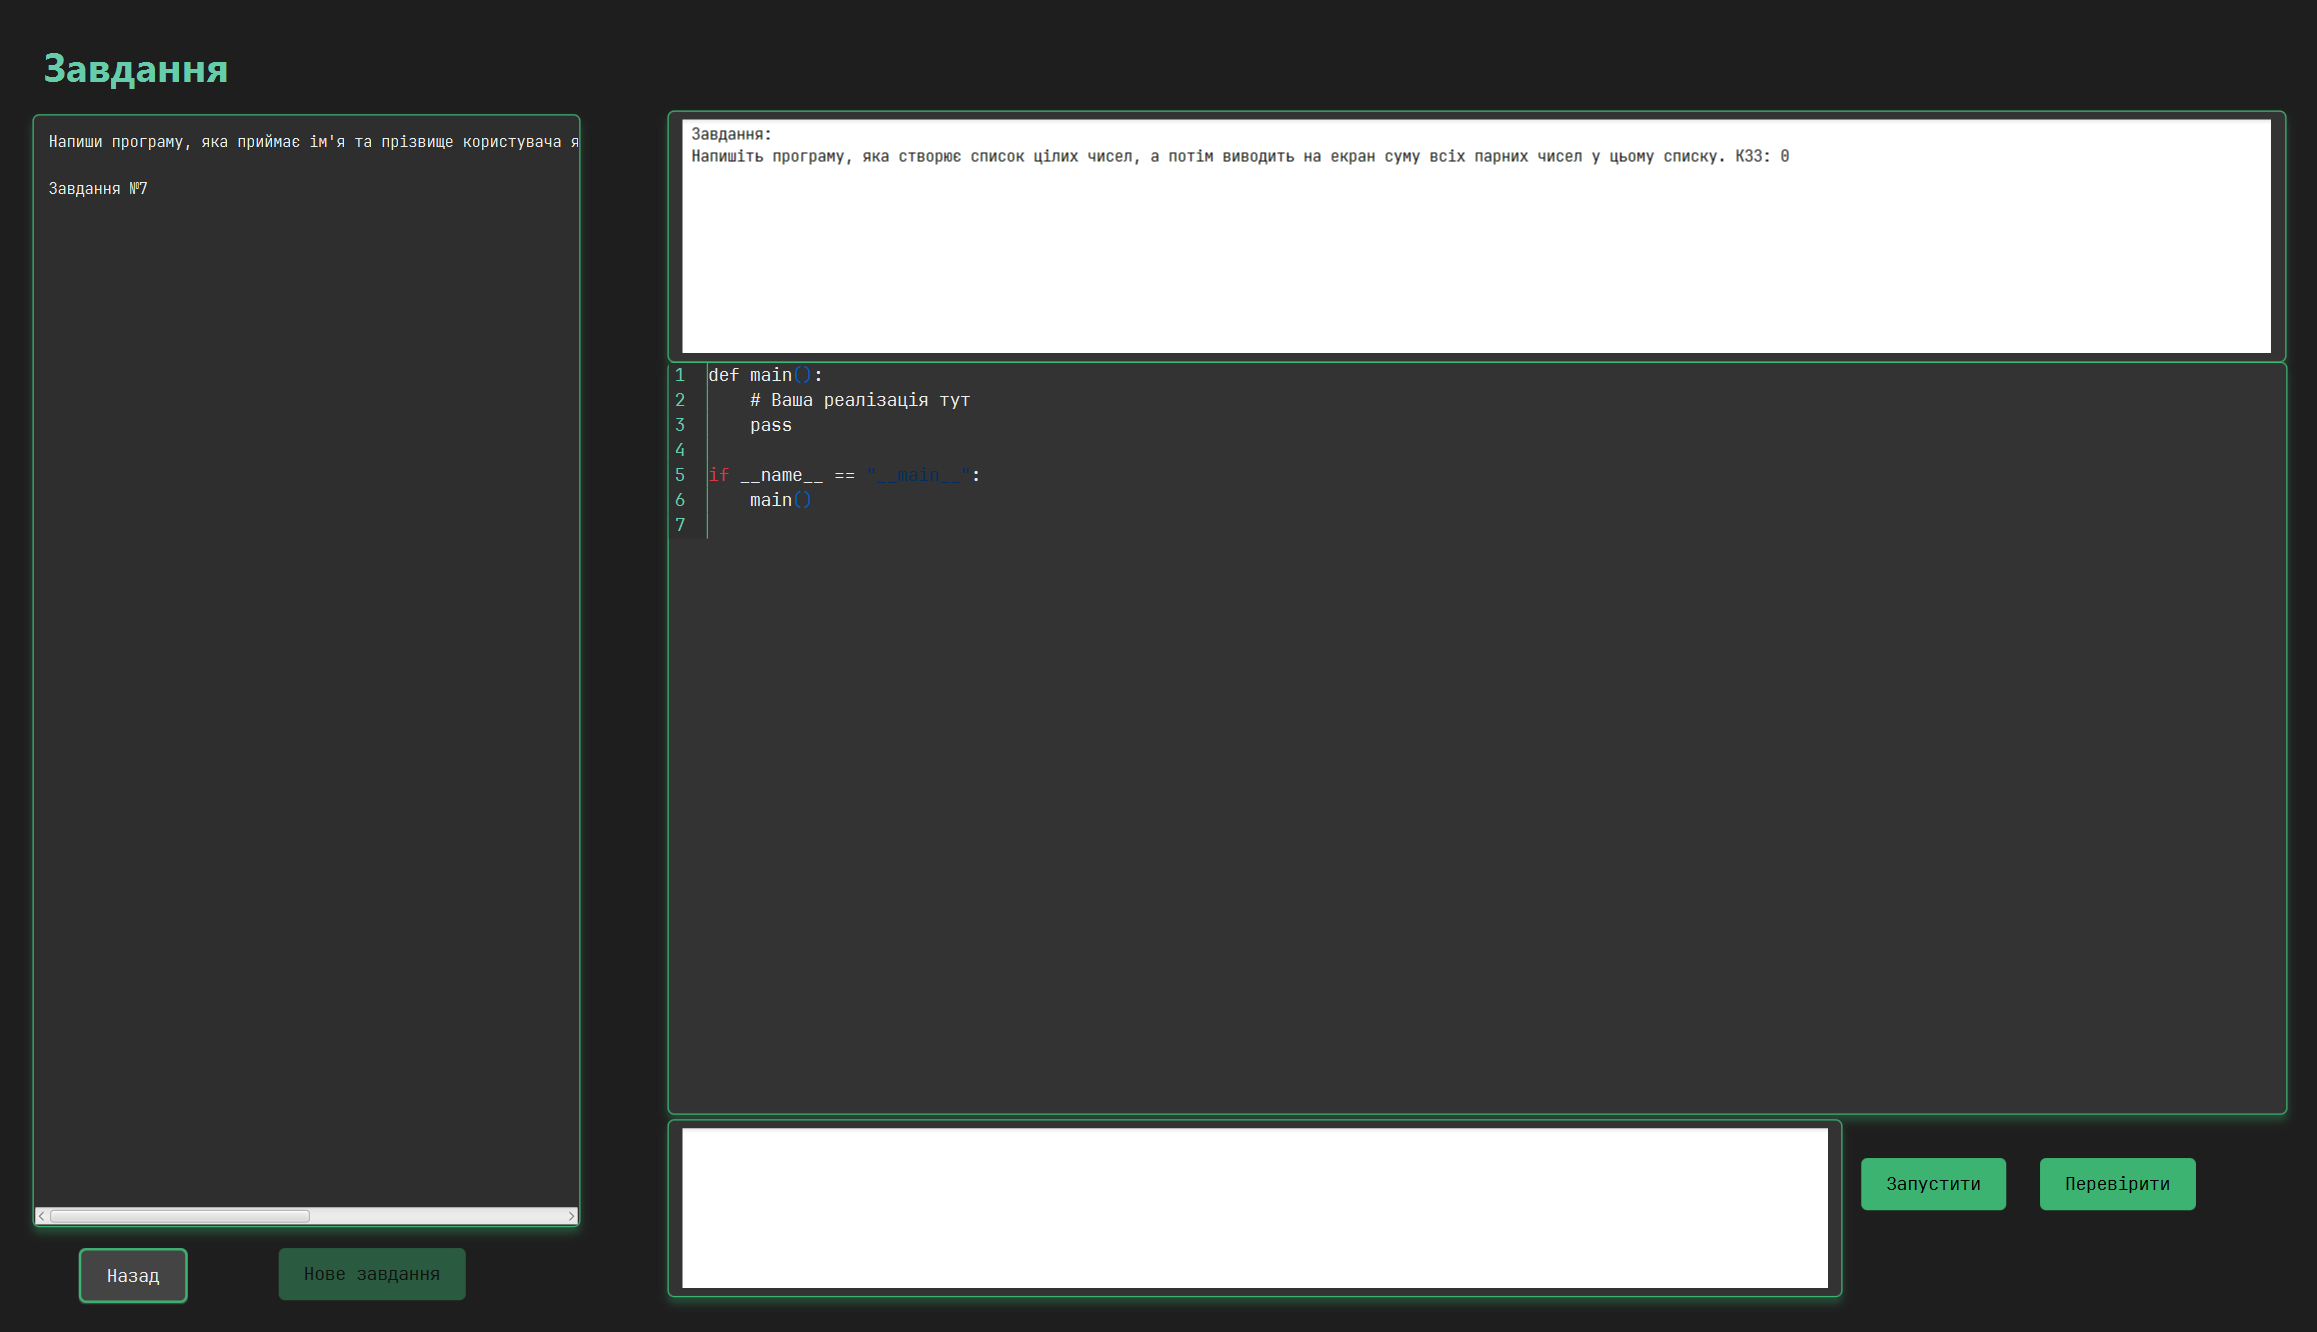 Завдання
Напиши програму, яка приймає ім'я та прізвище користувача я
Завдання №7
Завдання:
Напишіть програму, яка створює список цілих чисел, а потім виводить на екран суму всіх парних чисел у цьому списку. КЗЗ: 0
1 def main():
2     # Ваша реалізація тут
3     pass
4
5 if __name__ == "__main__":
6     main()
7
Запустити
Перевірити
Назад
Нове завдання